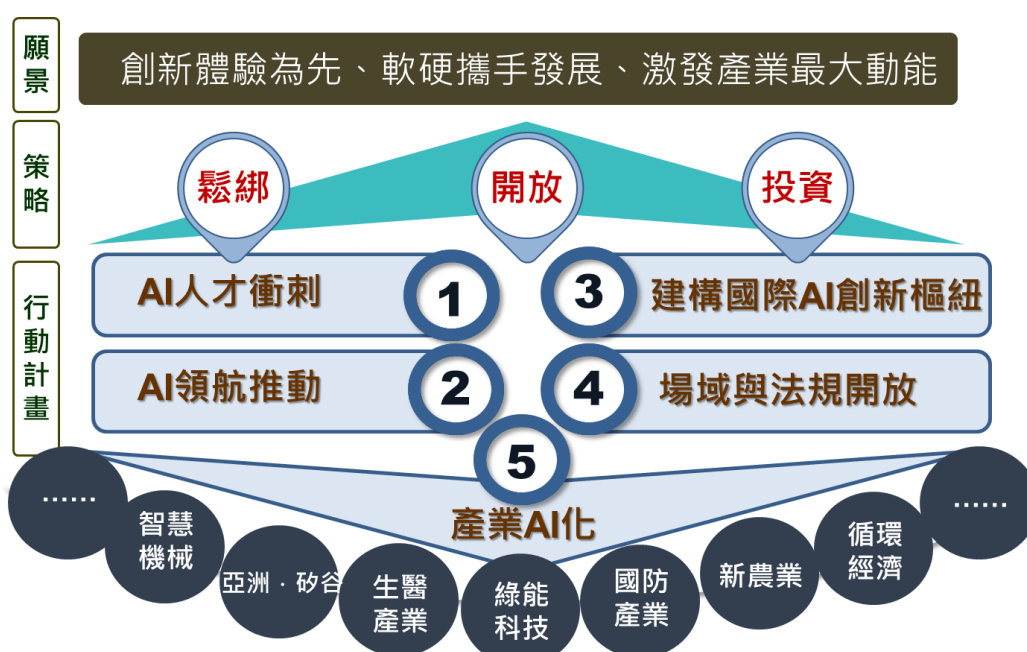 願景
創新體驗為先、軟硬攜手發展、激發產業最大動能
策略
鬆綁
開放
投資
行動計畫
AI人才衝刺
1
3
建構國際AI創新樞紐
AI領航推動
2
4
場域與法規開放
5
產業AI化
......
智慧
機械
亞洲．矽谷
生醫
產業
綠能
科技
國防
產業
新農業
循環
經濟
......